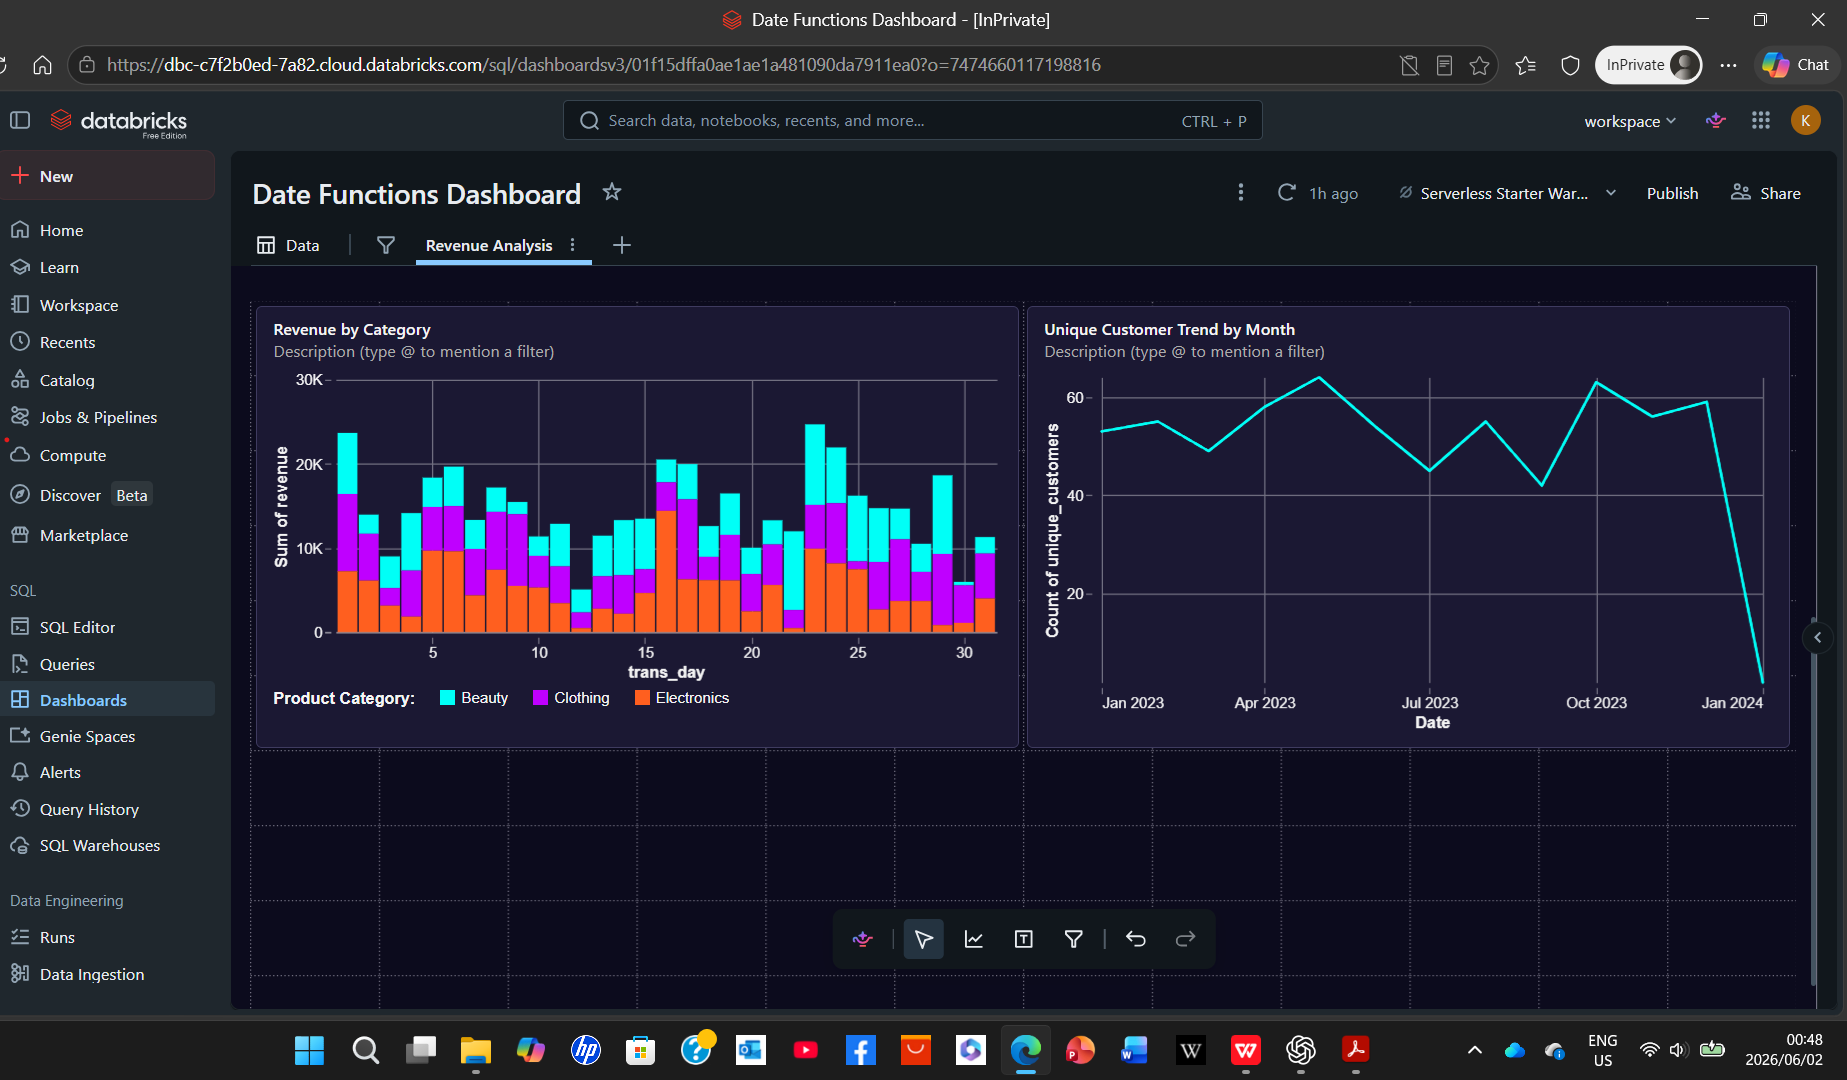 Date Functions Dashboard - [InPrivate]
https://dbc-c7f2b0ed-7a82.cloud.databricks.com/sql/dashboardsv3/01f15dffa0ae1ae1a481090da7911ea0?o=7474660117198816
InPrivate
Chat
databricks
Free Edition
Search data, notebooks, recents, and more...
CTRL + P
workspace
K
New
Home
Learn
Workspace
Recents
Catalog
Jobs & Pipelines
Compute
Discover Beta
Marketplace
SQL
SQL Editor
Queries
Dashboards
Genie Spaces
Alerts
Query History
SQL Warehouses
Data Engineering
Runs
Data Ingestion
Date Functions Dashboard
1h ago
Serverless Starter War...
Publish
Share
Data
Revenue Analysis
Revenue by Category
Description (type @ to mention a filter)
Sum of revenue
30K
20K
10K
0
5 10 15 20 25 30
trans_day
Product Category: Beauty Clothing Electronics
Unique Customer Trend by Month
Description (type @ to mention a filter)
Count of unique_customers
60
40
20
Jan 2023 Apr 2023 Jul 2023 Oct 2023 Jan 2024
Date
ENG
US
00:48
2026/06/02